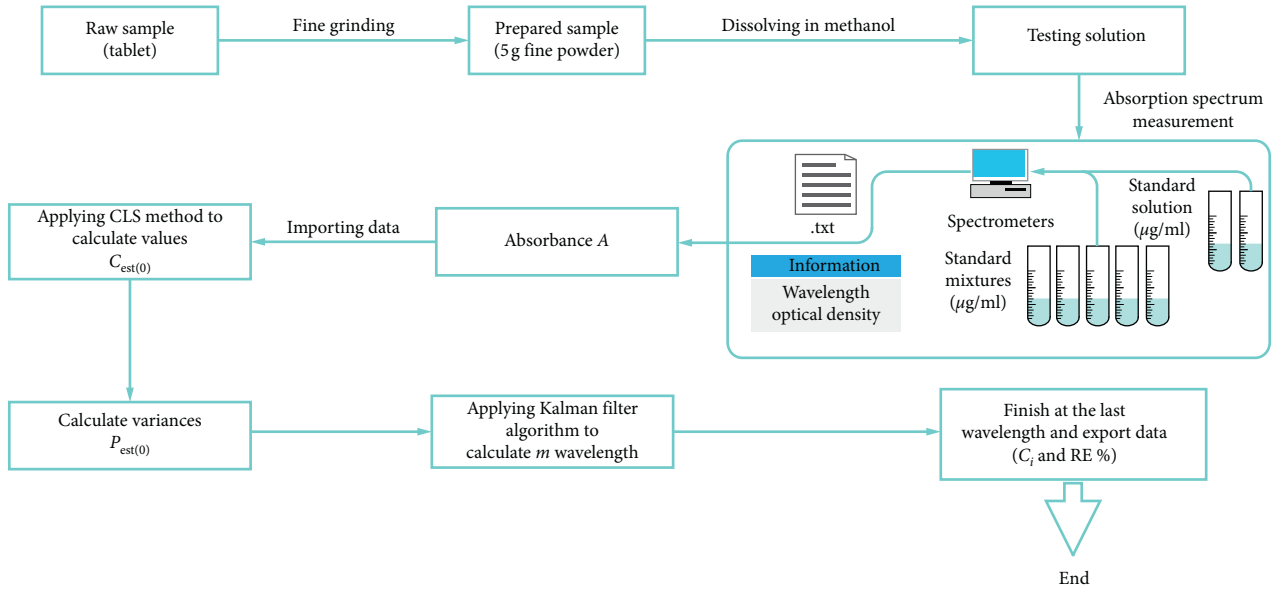 Raw sample
(tablet)
Fine grinding
Prepared sample
(5 g fine powder)
Dissolving in methanol
Testing solution
Absorption spectrum
measurement
.txt
Spectrometers
Standard
solution
(μg/ml)
Standard
mixtures
(μg/ml)
Information
Wavelength
optical density
Absorbance A
Importing data
Applying CLS method to
calculate values
C_est(0)
Calculate variances
P_est(0)
Applying Kalman filter
algorithm to
calculate m wavelength
Finish at the last
wavelength and export data
(C_i and RE %)
End